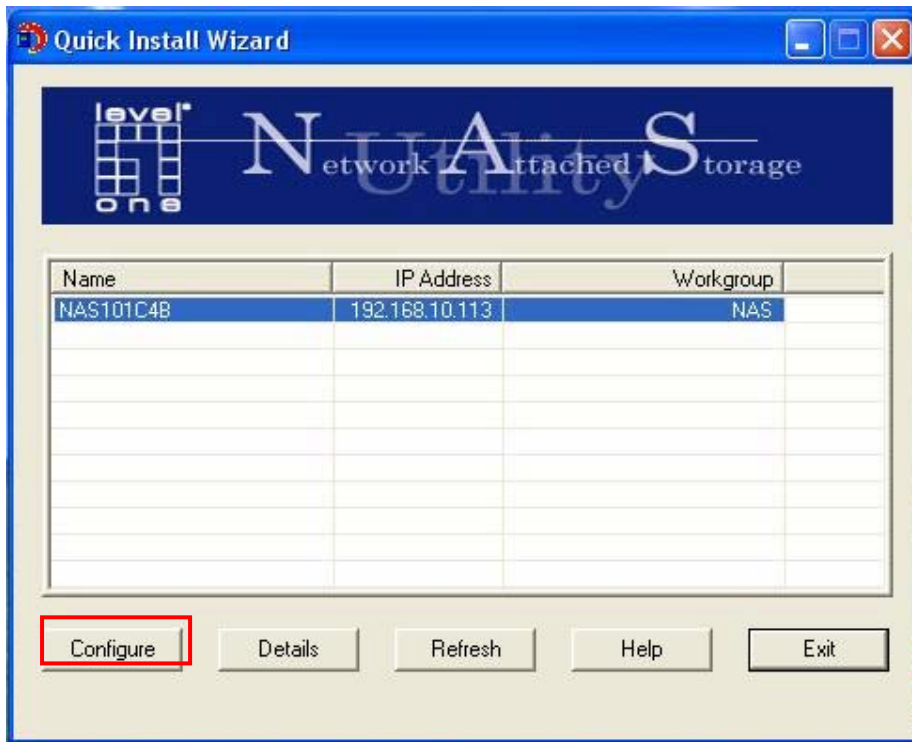 Quick Install Wizard
level
one
Network Attached Storage
Utility
Name IP Address Workgroup
NAS101C4B 192.168.10.113 NAS
Configure Details Refresh Help Exit